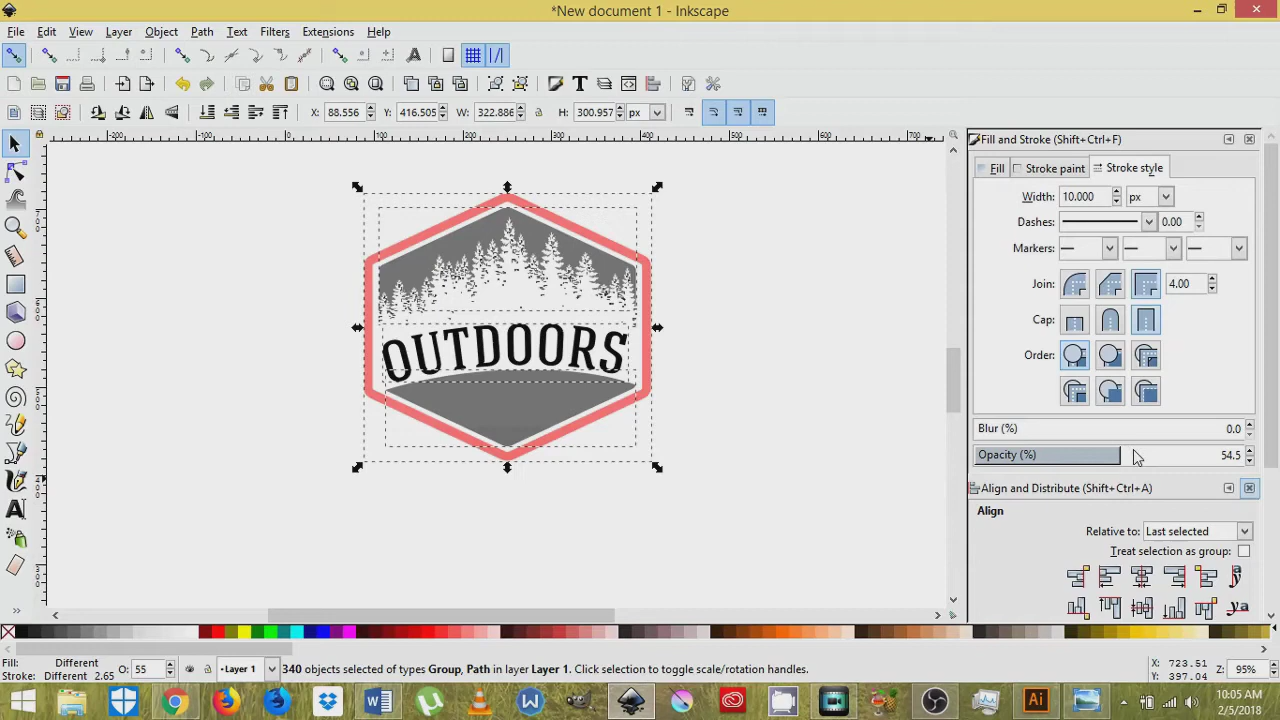 *New document 1 - Inkscape
File Edit View Layer Object Path Text Filters Extensions Help
X: 88.556 Y: 416.505 W: 322.886 H: 300.957 px
Fill and Stroke (Shift+Ctrl+F)
Fill Stroke paint Stroke style
Width: 10.000 px
Dashes: 0.00
Markers:
Join: 4.00
Cap:
Order:
Blur (%) 0.0
Opacity (%) 54.5
Align and Distribute (Shift+Ctrl+A)
Align
Relative to: Last selected
Treat selection as group:
OUTDOORS
Fill: Different O: 55 Layer 1 340 objects selected of types Group, Path in layer Layer 1. Click selection to toggle scale/rotation handles. X: 723.51 Z: 95%
Stroke: Different 2.65 Y: 397.04
10:05 AM
2/5/2018